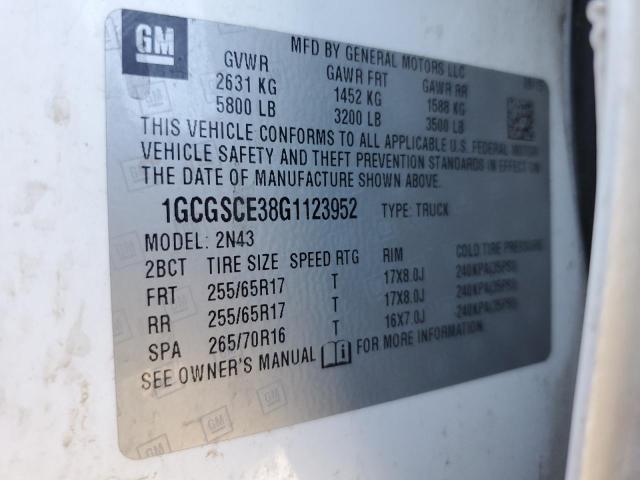 GM
MFD BY GENERAL MOTORS LLC
GVWR GAWR FRT GAWR RR
2631 KG 1452 KG 1588 KG
5800 LB 3200 LB 3500 LB
THIS VEHICLE CONFORMS TO ALL APPLICABLE U.S. FEDERAL MOTOR
VEHICLE SAFETY AND THEFT PREVENTION STANDARDS IN EFFECT ON
THE DATE OF MANUFACTURE SHOWN ABOVE.
1GCGSCE38G1123952 TYPE: TRUCK
MODEL: 2N43
2BCT TIRE SIZE SPEED RTG RIM COLD TIRE PRESSURE
FRT 255/65R17 T 17X8.0J 240KPA(35PSI)
RR 255/65R17 T 17X8.0J 240KPA(35PSI)
SPA 265/70R16 T 16X7.0J 240KPA(35PSI)
SEE OWNER'S MANUAL FOR MORE INFORMATION.